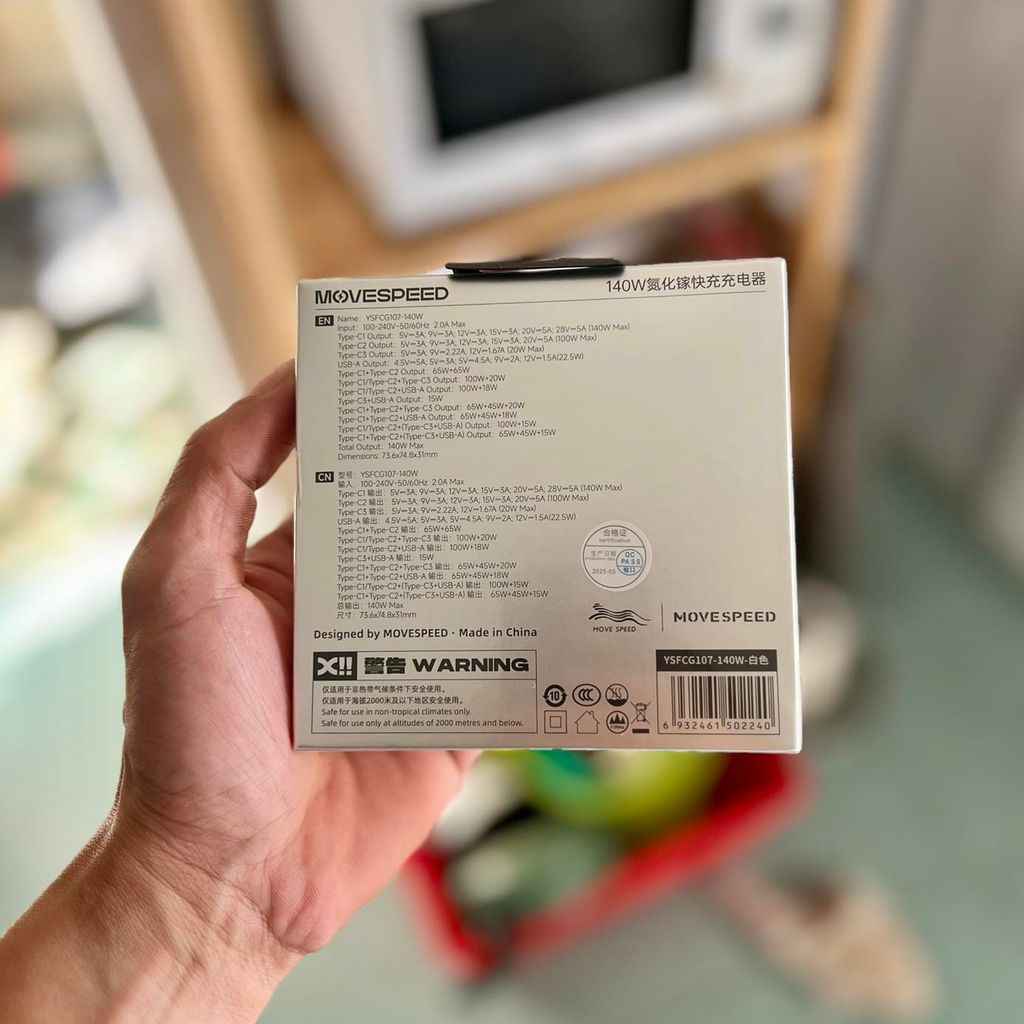 MOVESPEED
140W氮化镓快充充电器
EN Name: YSFCG107-140W
Input: 100-240V~50/60Hz 2.0A Max
Type-C1 Output: 5V⎓3A; 9V⎓3A; 12V⎓3A; 15V⎓3A; 20V⎓5A; 28V⎓5A (140W Max)
Type-C2 Output: 5V⎓3A; 9V⎓3A; 12V⎓3A; 15V⎓3A; 20V⎓5A (100W Max)
Type-C3 Output: 5V⎓3A; 9V⎓2.22A; 12V⎓1.67A (20W Max)
USB-A Output: 4.5V⎓5A; 5V⎓3A; 5V⎓4.5A; 9V⎓2A; 12V⎓1.5A(22.5W)
Type-C1+Type-C2 Output: 65W+65W
Type-C1/Type-C2+Type-C3 Output: 100W+20W
Type-C1/Type-C2+USB-A Output: 100W+18W
Type-C3+USB-A Output: 15W
Type-C1+Type-C2+Type-C3 Output: 65W+45W+20W
Type-C1+Type-C2+USB-A Output: 65W+45W+18W
Type-C1/Type-C2+(Type-C3+USB-A) Output: 100W+15W
Type-C1+Type-C2+(Type-C3+USB-A) Output: 65W+45W+15W
Total Output: 140W Max
Dimensions: 73.6x74.8x31mm
CN 型号: YSFCG107-140W
输入: 100-240V~50/60Hz 2.0A Max
Type-C1 输出: 5V⎓3A; 9V⎓3A; 12V⎓3A; 15V⎓3A; 20V⎓5A; 28V⎓5A (140W Max)
Type-C2 输出: 5V⎓3A; 9V⎓3A; 12V⎓3A; 15V⎓3A; 20V⎓5A (100W Max)
Type-C3 输出: 5V⎓3A; 9V⎓2.22A; 12V⎓1.67A (20W Max)
USB-A 输出: 4.5V⎓5A; 5V⎓3A; 5V⎓4.5A; 9V⎓2A; 12V⎓1.5A(22.5W)
Type-C1+Type-C2 输出: 65W+65W
Type-C1/Type-C2+Type-C3 输出: 100W+20W
Type-C1/Type-C2+USB-A 输出: 100W+18W
Type-C3+USB-A 输出: 15W
Type-C1+Type-C2+Type-C3 输出: 65W+45W+20W
Type-C1+Type-C2+USB-A 输出: 65W+45W+18W
Type-C1/Type-C2+(Type-C3+USB-A) 输出: 100W+15W
Type-C1+Type-C2+(Type-C3+USB-A) 输出: 65W+45W+15W
总输出: 140W Max
尺寸: 73.6x74.8x31mm
合格证
certification
生产日期
production date
2025-03
QC
PASS
检11
Designed by MOVESPEED · Made in China
MOVE SPEED
MOVESPEED
X!! 警告 WARNING
仅适用于非热带气候条件下安全使用。
仅适用于海拔2000米及以下地区安全使用。
Safe for use in non-tropical climates only.
Safe for use only at altitudes of 2000 metres and below.
10
CCC
YSFCG107-140W-白色
6 932461 502240